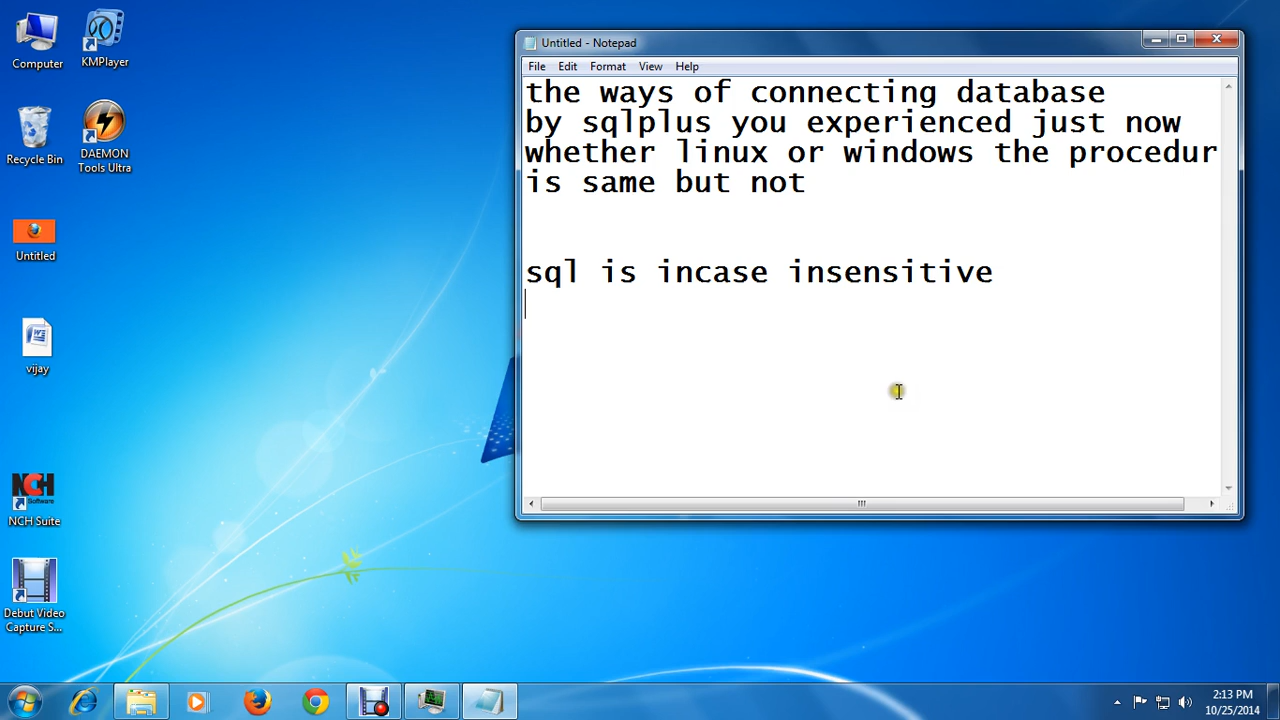 Computer
KMPlayer
Recycle Bin
DAEMON
Tools Ultra
Untitled
vijay
NCH
Software
NCH Suite
Debut Video
Capture S...
Untitled - Notepad
File Edit Format View Help
the ways of connecting database
by sqlplus you experienced just now
whether linux or windows the procedur
is same but not
sql is incase insensitive
2:13 PM
10/25/2014